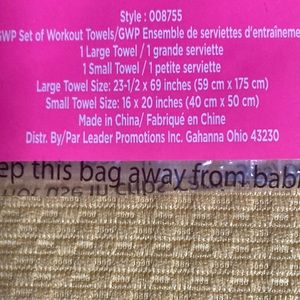 Style : 008755
GWP Set of Workout Towels/GWP Ensemble de serviettes d'entraîneme
1 Large Towel / 1 grande serviette
1 Small Towel / 1 petite serviette
Large Towel Size: 23-1/2 x 69 inches (59 cm x 175 cm)
Small Towel Size: 16 x 20 inches (40 cm x 50 cm)
Made in China/ Fabriqué en Chine
Distr. By/Par Leader Promotions Inc. Gahanna Ohio 43230
eep this bag away from babi